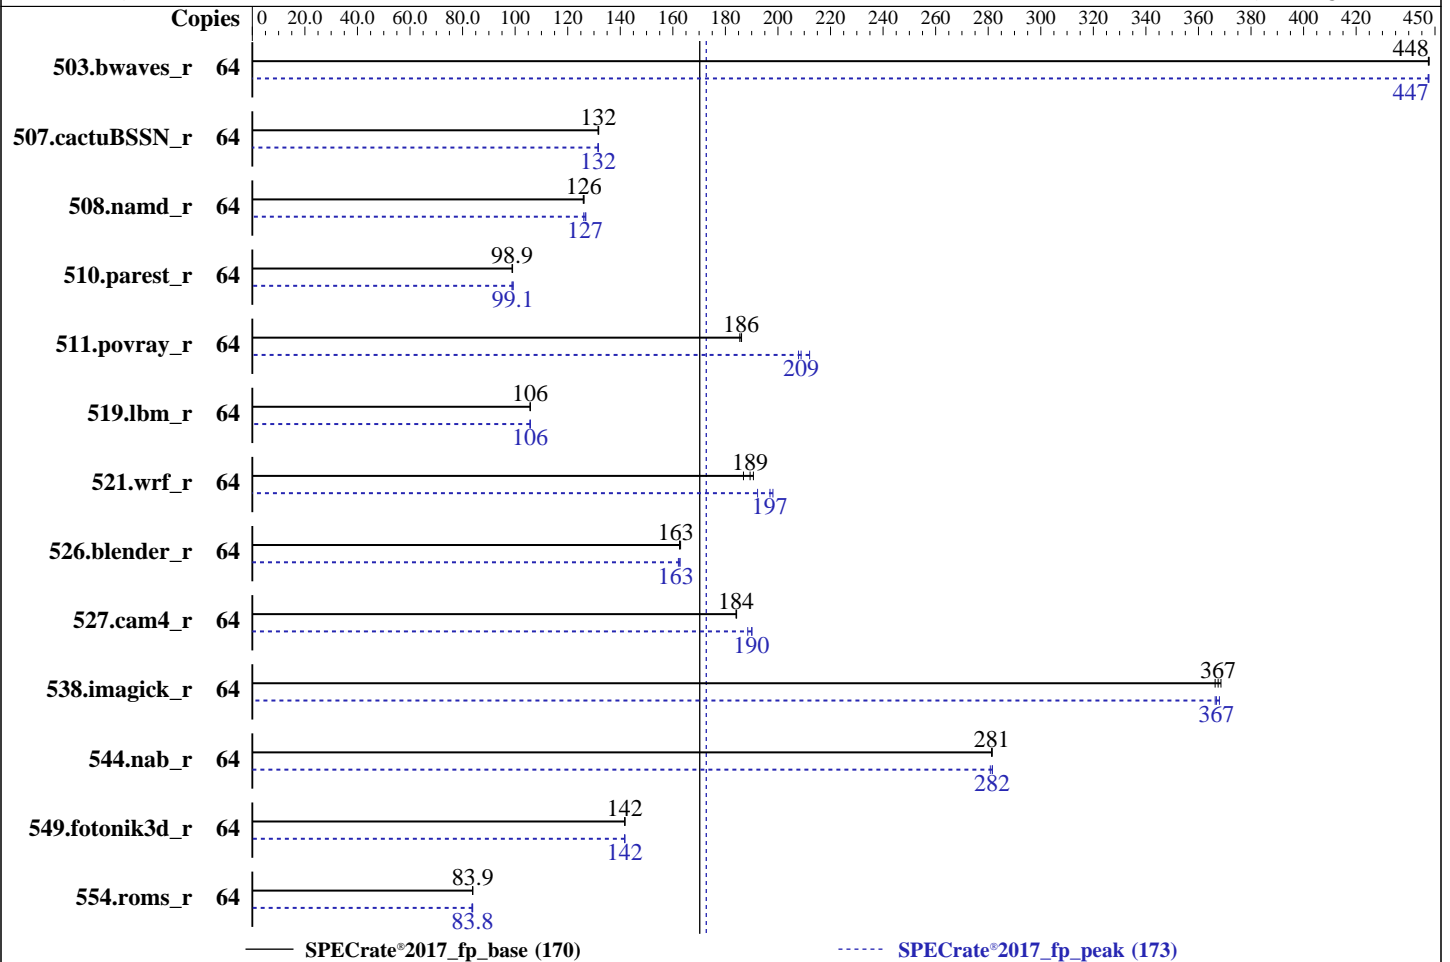 Copies 0 20.0 40.0 60.0 80.0 100 120 140 160 180 200 220 240 260 280 300 320 340 360 380 400 420 450
503.bwaves_r 64 448
447
507.cactuBSSN_r 64 132
132
508.namd_r 64 126
127
510.parest_r 64 98.9
99.1
511.povray_r 64 186
209
519.lbm_r 64 106
106
521.wrf_r 64 189
197
526.blender_r 64 163
163
527.cam4_r 64 184
190
538.imagick_r 64 367
367
544.nab_r 64 281
282
549.fotonik3d_r 64 142
142
554.roms_r 64 83.9
83.8
SPECrate®2017_fp_base (170) SPECrate®2017_fp_peak (173)